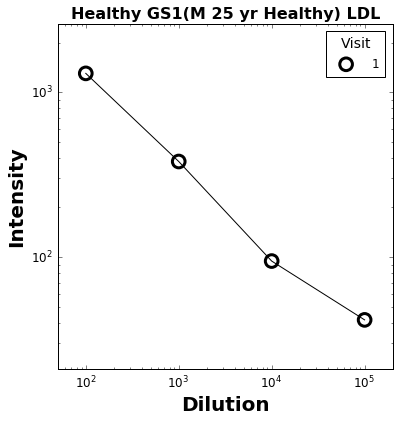 Healthy GS1(M 25 yr Healthy) LDL
Visit
1
10³
10²
Intensity
10² 10³ 10⁴ 10⁵
Dilution